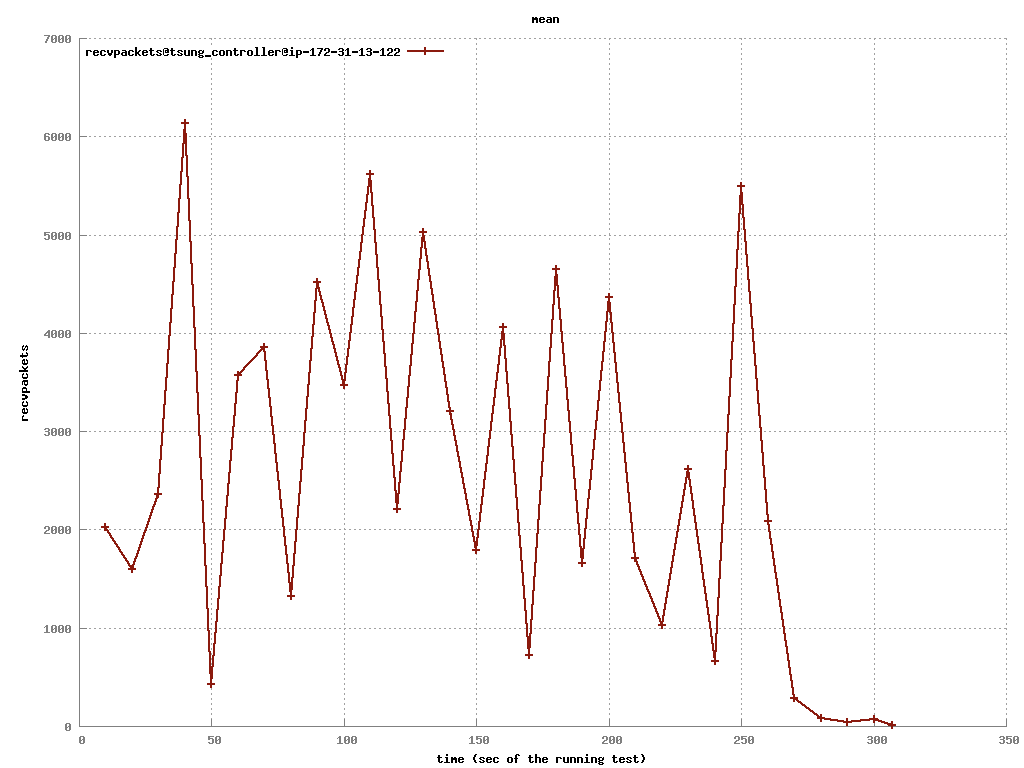 mean
7000
recvpackets@tsung_controller@ip-172-31-13-122
6000
5000
4000
3000
2000
1000
0
recvpackets
0 50 100 150 200 250 300 350
time (sec of the running test)